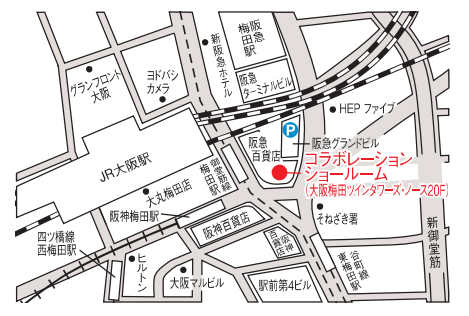 阪急
梅田駅
新阪急ホテル
グランフロント
大阪
ヨドバシ
カメラ
阪急
ターミナルビル
HEP ファイブ
P
阪急
百貨店
阪急グランドビル
コラボレーション
ショールーム
(大阪梅田ツインタワーズ・ノース20F)
JR大阪駅
御堂筋線
梅田駅
大丸梅田店
阪神梅田駅
そねざき署
新御堂筋
四ツ橋線
西梅田駅
阪神百貨店
阪神
百貨店
谷町線
東梅田駅
ヒルトン
大阪マルビル
駅前第4ビル